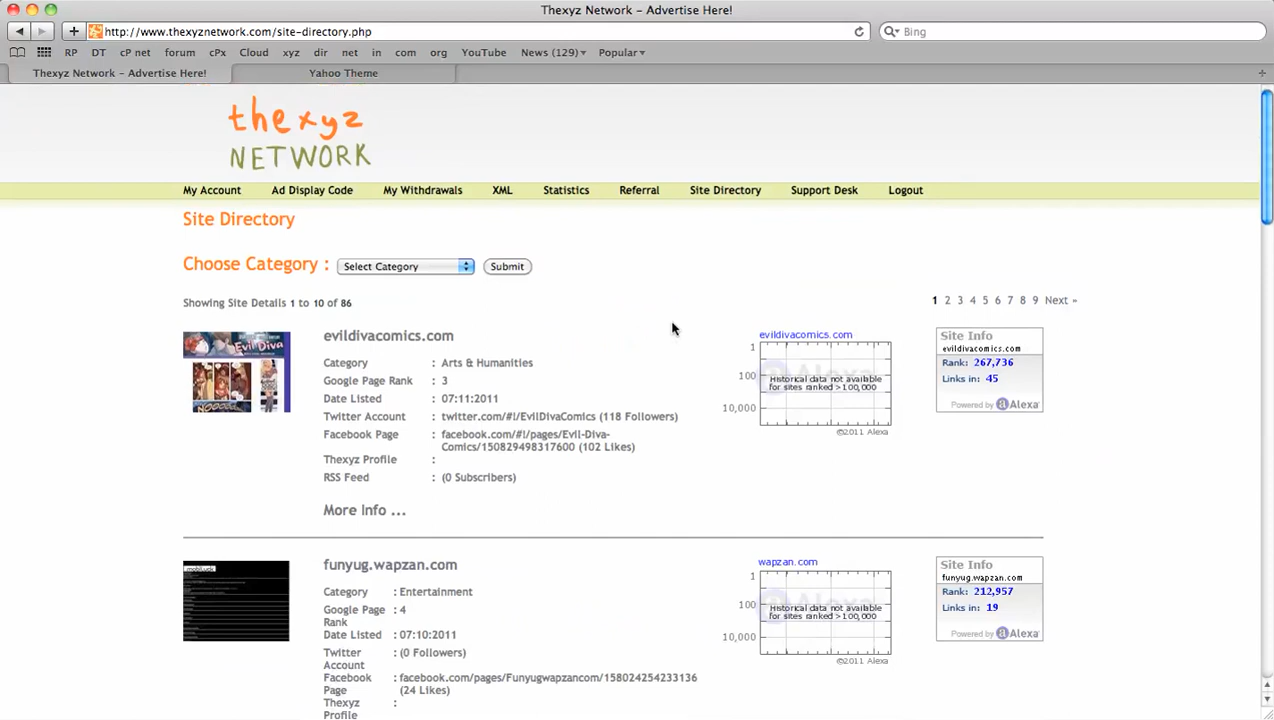 Thexyz Network – Advertise Here!
http://www.thexyznetwork.com/site-directory.php
Bing
RP DT cP net forum cPx Cloud xyz dir net in com org YouTube News (129) Popular
Thexyz Network – Advertise Here! Yahoo Theme
thexyz
NETWORK
My Account Ad Display Code My Withdrawals XML Statistics Referral Site Directory Support Desk Logout
Site Directory
Choose Category : Select Category Submit
Showing Site Details 1 to 10 of 86
1 2 3 4 5 6 7 8 9 Next »
evildivacomics.com
Category : Arts & Humanities
Google Page Rank : 3
Date Listed : 07:11:2011
Twitter Account : twitter.com/#!/EvilDivaComics (118 Followers)
Facebook Page : facebook.com/#!/pages/Evil-Diva-
Comics/150829498317600 (102 Likes)
Thexyz Profile :
RSS Feed : (0 Subscribers)
More Info ...
evildivacomics.com
1
100
10,000
Historical data not available
for sites ranked >100,000
©2011 Alexa
Site Info
evildivacomics.com
Rank: 267,736
Links in: 45
Powered by Alexa
funyug.wapzan.com
Category : Entertainment
Google Page : 4
Rank
Date Listed : 07:10:2011
Twitter : (0 Followers)
Account
Facebook : facebook.com/pages/Funyugwapzancom/158024254233136
Page (24 Likes)
Thexyz :
Profile
wapzan.com
1
100
10,000
Historical data not available
for sites ranked >100,000
©2011 Alexa
Site Info
funyug.wapzan.com
Rank: 212,957
Links in: 19
Powered by Alexa